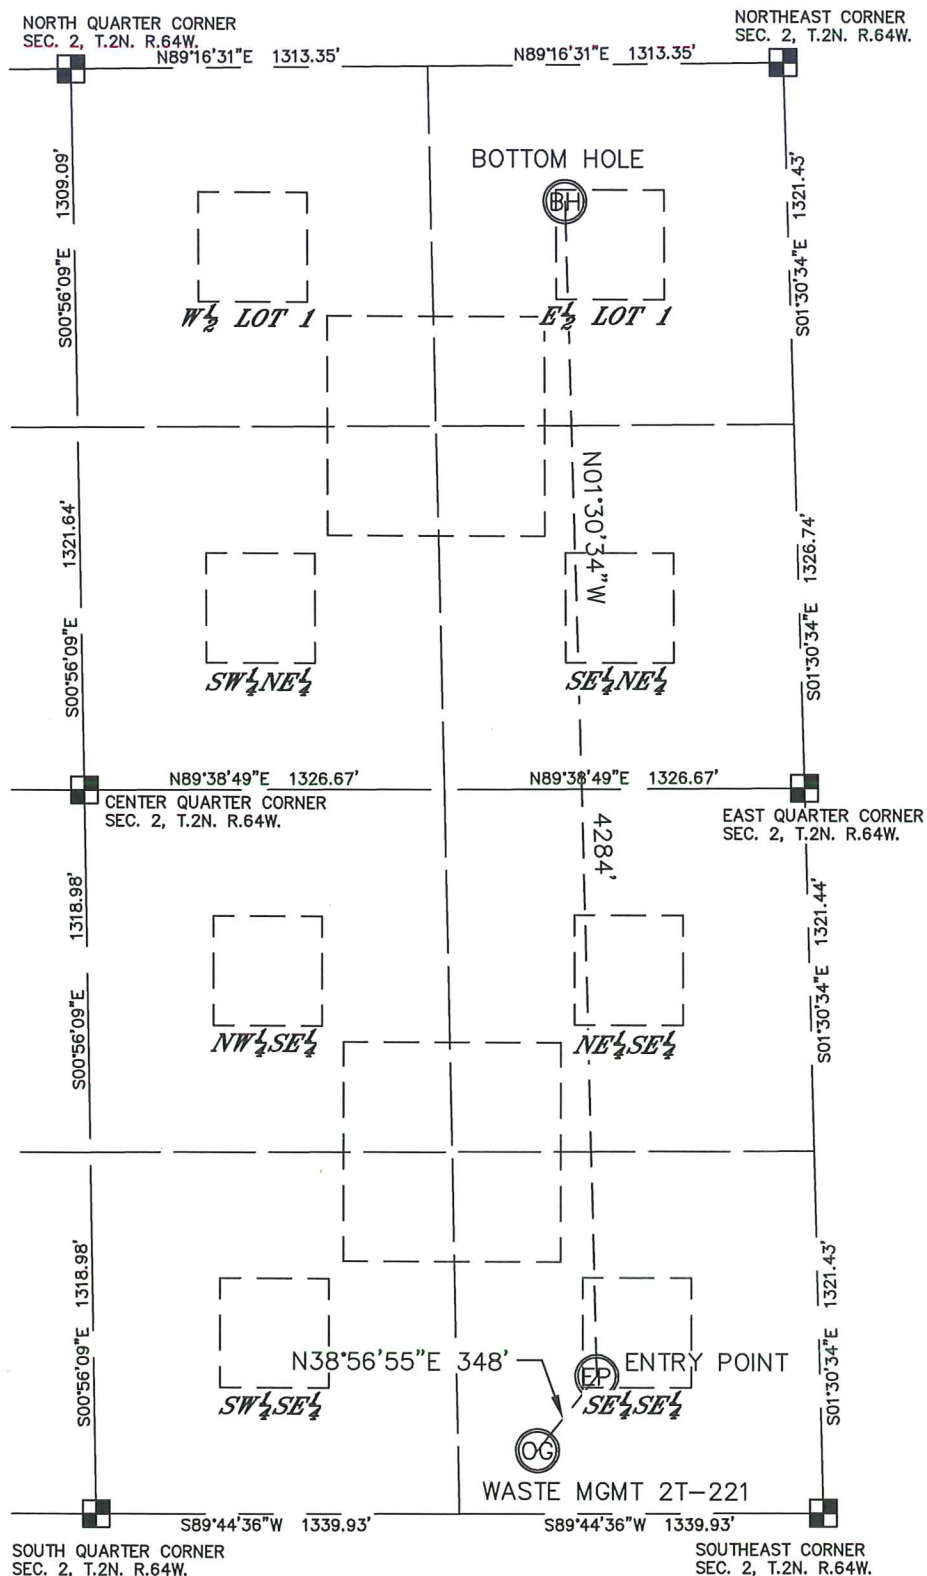 NORTH QUARTER CORNER
SEC. 2, T.2N. R.64W.
NORTHEAST CORNER
SEC. 2, T.2N. R.64W.
N89°16'31"E 1313.35'
N89°16'31"E 1313.35'
BOTTOM HOLE
BH
S00°56'09"E 1309.09'
S01°30'34"E 1321.43'
W½ LOT 1
E½ LOT 1
N01°30'34"W
S00°56'09"E 1321.64'
S01°30'34"E 1326.74'
SW¼NE¼
SE¼NE¼
N89°38'49"E 1326.67'
N89°38'49"E 1326.67'
CENTER QUARTER CORNER
SEC. 2, T.2N. R.64W.
EAST QUARTER CORNER
SEC. 2, T.2N. R.64W.
4284'
S00°56'09"E 1318.98'
S01°30'34"E 1321.44'
NW¼SE¼
NE¼SE¼
S00°56'09"E 1318.98'
S01°30'34"E 1321.43'
N38°56'55"E 348'
ENTRY POINT
EP
SW¼SE¼
SE¼SE¼
OG
WASTE MGMT 2T-221
S89°44'36"W 1339.93'
S89°44'36"W 1339.93'
SOUTH QUARTER CORNER
SEC. 2, T.2N. R.64W.
SOUTHEAST CORNER
SEC. 2, T.2N. R.64W.